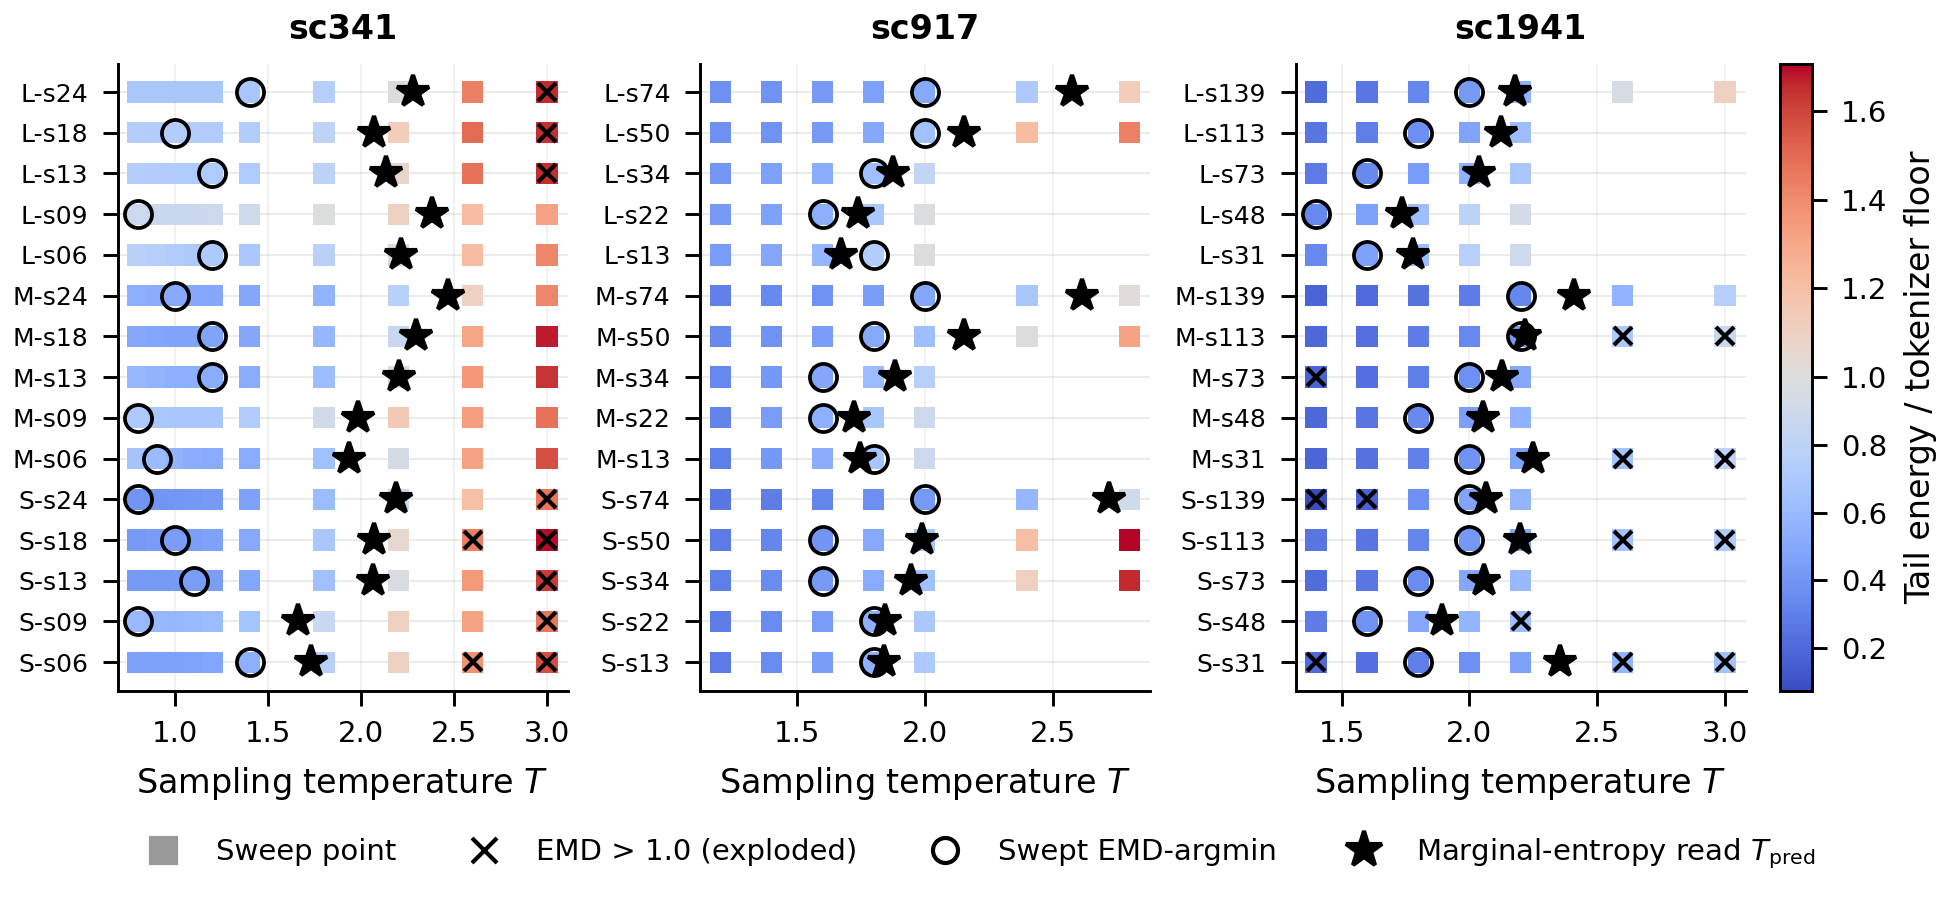 sc341
sc917
sc1941
L-s24
L-s18
L-s13
L-s09
L-s06
M-s24
M-s18
M-s13
M-s09
M-s06
S-s24
S-s18
S-s13
S-s09
S-s06
1.0 1.5 2.0 2.5 3.0
Sampling temperature T
L-s74
L-s50
L-s34
L-s22
L-s13
M-s74
M-s50
M-s34
M-s22
M-s13
S-s74
S-s50
S-s34
S-s22
S-s13
1.5 2.0 2.5
Sampling temperature T
L-s139
L-s113
L-s73
L-s48
L-s31
M-s139
M-s113
M-s73
M-s48
M-s31
S-s139
S-s113
S-s73
S-s48
S-s31
1.5 2.0 2.5 3.0
Sampling temperature T
1.6
1.4
1.2
1.0
0.8
0.6
0.4
0.2
Tail energy / tokenizer floor
Sweep point
EMD > 1.0 (exploded)
Swept EMD-argmin
Marginal-entropy read Tpred